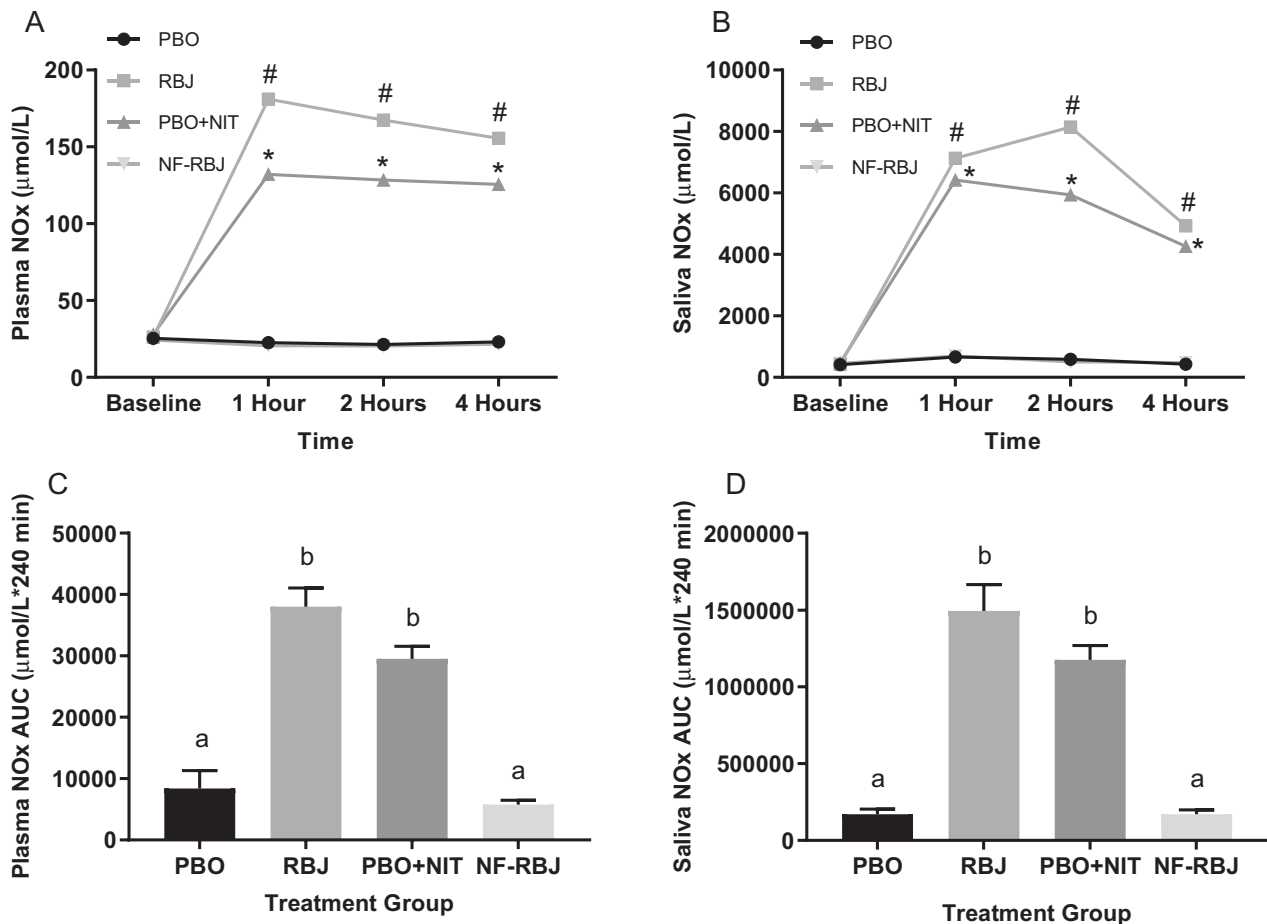 A
PBO
RBJ
PBO+NIT
NF-RBJ
200
150
100
50
0
Plasma NOx (μmol/L)
#
#
#
*
*
*
Baseline
1 Hour
2 Hours
4 Hours
Time
B
PBO
RBJ
PBO+NIT
NF-RBJ
10000
8000
6000
4000
2000
0
Saliva NOx (μmol/L)
#
#
#
*
*
*
Baseline
1 Hour
2 Hours
4 Hours
Time
C
50000
40000
30000
20000
10000
0
Plasma NOx AUC (μmol/L*240 min)
a
b
b
a
PBO
RBJ
PBO+NIT
NF-RBJ
Treatment Group
D
2000000
1500000
1000000
500000
0
Saliva NOx AUC (μmol/L*240 min)
a
b
b
a
PBO
RBJ
PBO+NIT
NF-RBJ
Treatment Group